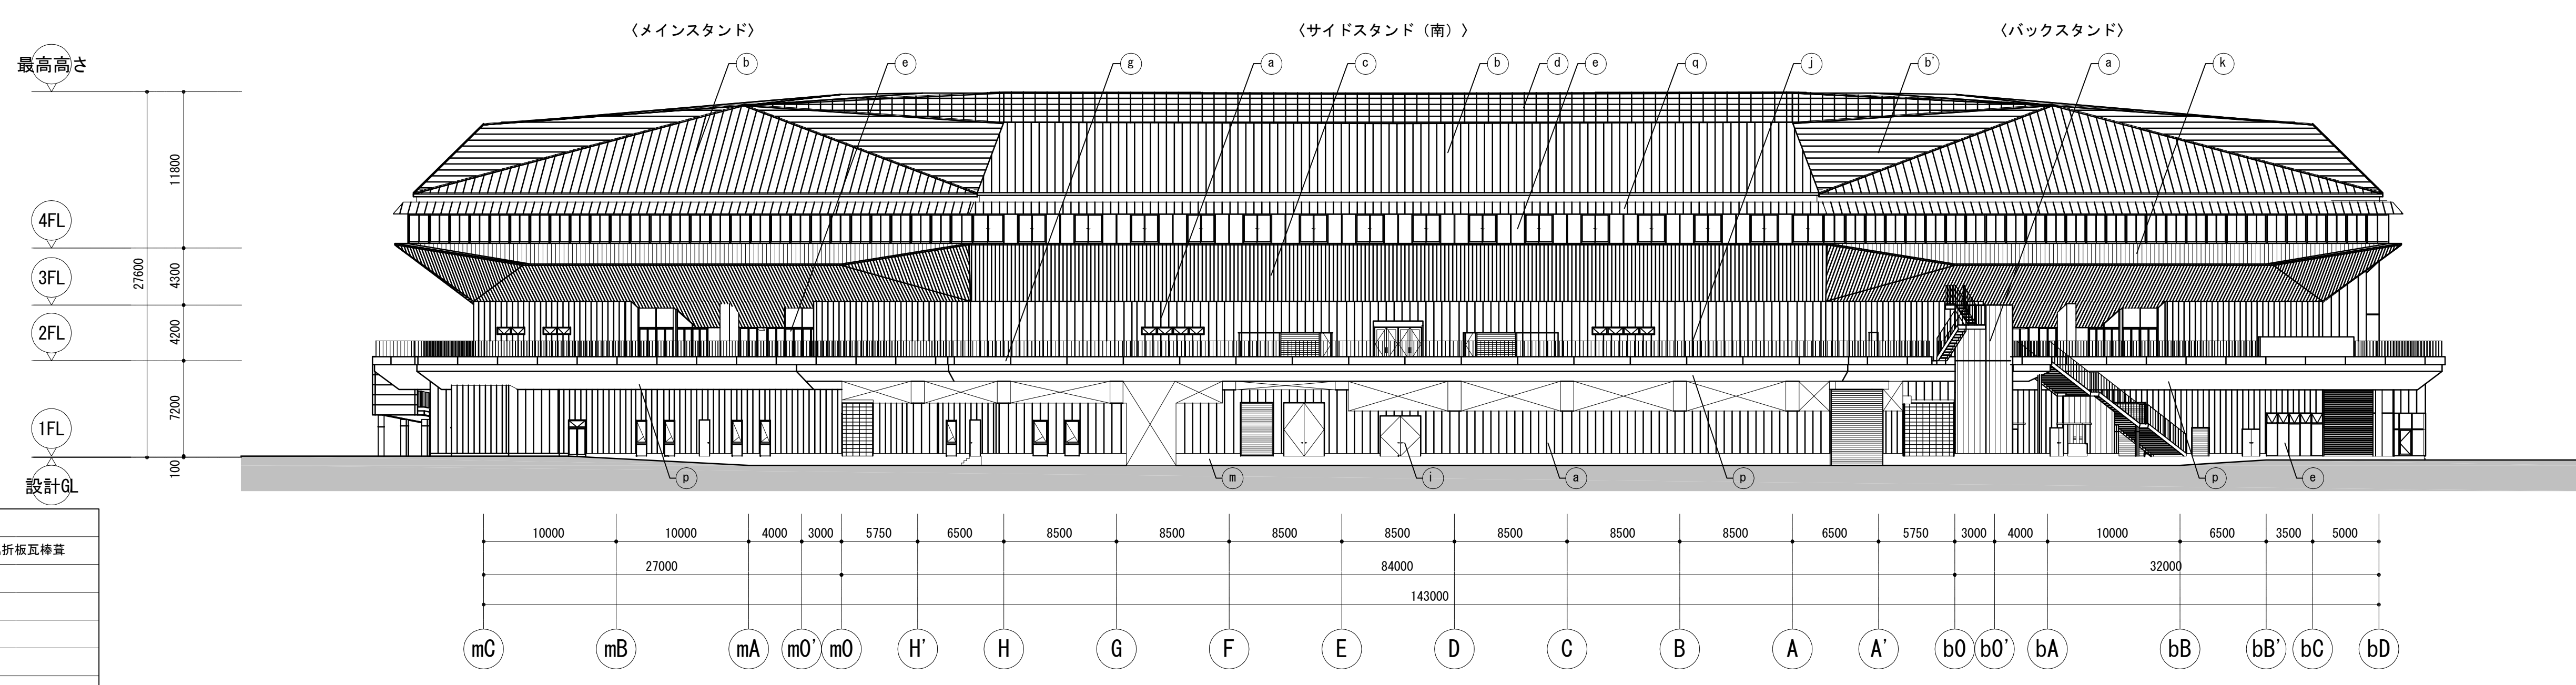 〈メインスタンド〉 〈サイドスタンド（南）〉 〈バックスタンド〉
b e g a c b d e q j b' a k
最高高さ
11800
4FL
27600
4300
3FL
4200
2FL
7200
1FL
100
設計GL
p m i a p p e
折板瓦棒葺
10000 10000 4000 3000 5750 6500 8500 8500 8500 8500 8500 8500 8500 6500 5750 3000 4000 10000 6500 3500 5000
27000 84000 32000
143000
mC mB mA m0' m0 H' H G F E D C B A A' b0 b0' bA bB bB' bC bD